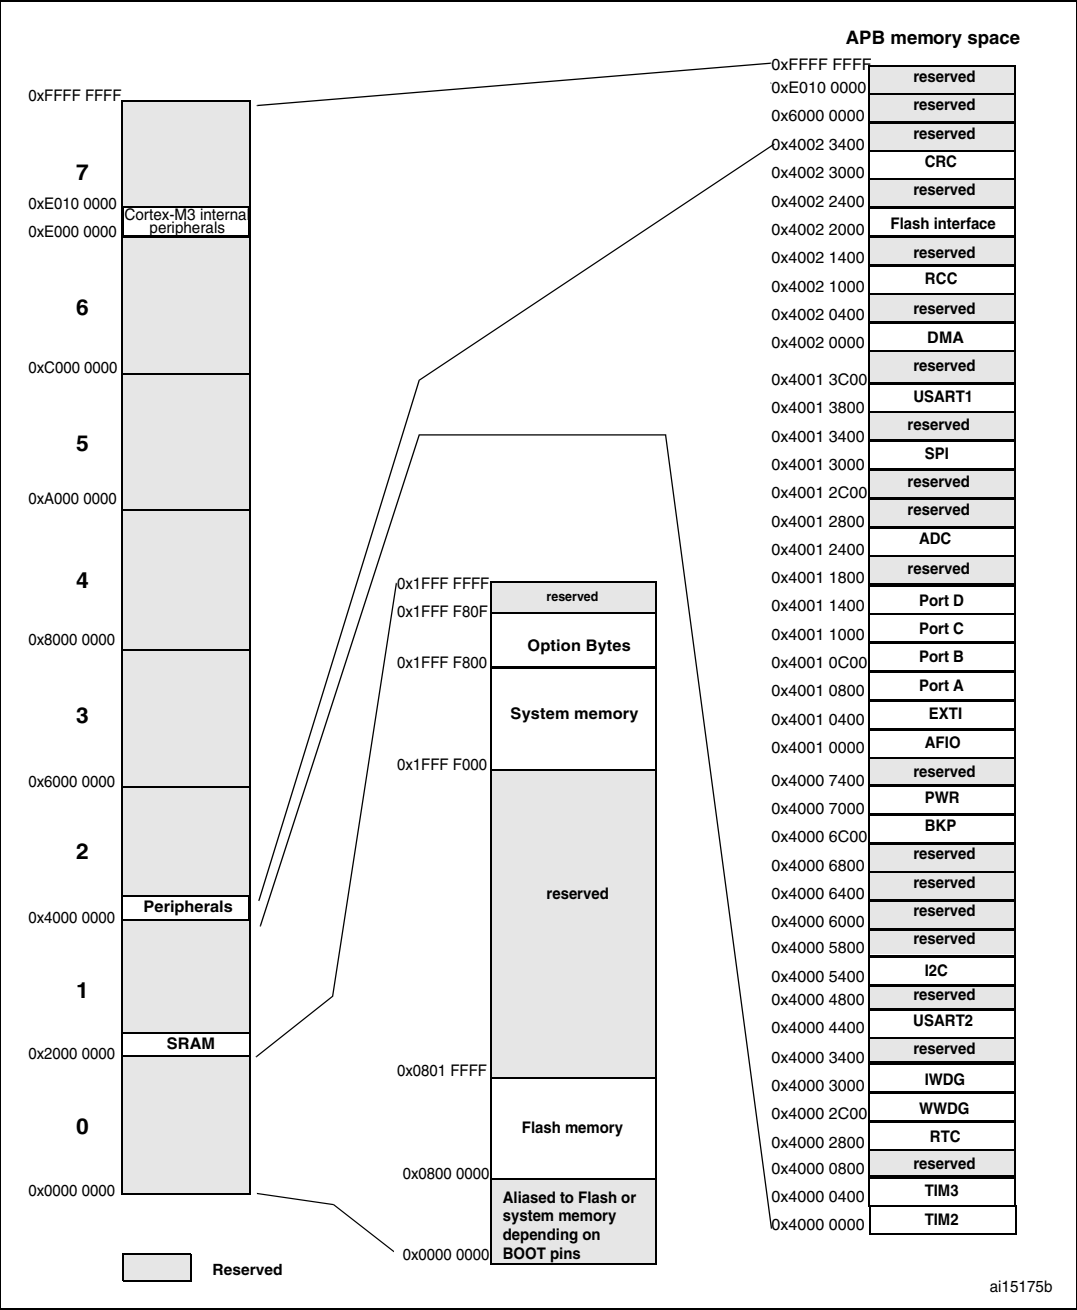 APB memory space
0xFFFF FFFF
7
0xE010 0000
Cortex-M3 internal
peripherals
0xE000 0000
6
0xC000 0000
5
0xA000 0000
4
0x8000 0000
3
0x6000 0000
2
Peripherals
0x4000 0000
1
SRAM
0x2000 0000
0
0x0000 0000
Reserved
0x1FFF FFFF
reserved
0x1FFF F80F
Option Bytes
0x1FFF F800
System memory
0x1FFF F000
reserved
0x0801 FFFF
Flash memory
0x0800 0000
Aliased to Flash or
system memory
depending on
BOOT pins
0x0000 0000
0xFFFF FFFF
reserved
0xE010 0000
reserved
0x6000 0000
reserved
0x4002 3400
CRC
0x4002 3000
reserved
0x4002 2400
Flash interface
0x4002 2000
reserved
0x4002 1400
RCC
0x4002 1000
reserved
0x4002 0400
DMA
0x4002 0000
reserved
0x4001 3C00
USART1
0x4001 3800
reserved
0x4001 3400
SPI
0x4001 3000
reserved
0x4001 2C00
reserved
0x4001 2800
ADC
0x4001 2400
reserved
0x4001 1800
Port D
0x4001 1400
Port C
0x4001 1000
Port B
0x4001 0C00
Port A
0x4001 0800
EXTI
0x4001 0400
AFIO
0x4001 0000
reserved
0x4000 7400
PWR
0x4000 7000
BKP
0x4000 6C00
reserved
0x4000 6800
reserved
0x4000 6400
reserved
0x4000 6000
reserved
0x4000 5800
I2C
0x4000 5400
reserved
0x4000 4800
USART2
0x4000 4400
reserved
0x4000 3400
IWDG
0x4000 3000
WWDG
0x4000 2C00
RTC
0x4000 2800
reserved
0x4000 0800
TIM3
0x4000 0400
TIM2
0x4000 0000
ai15175b